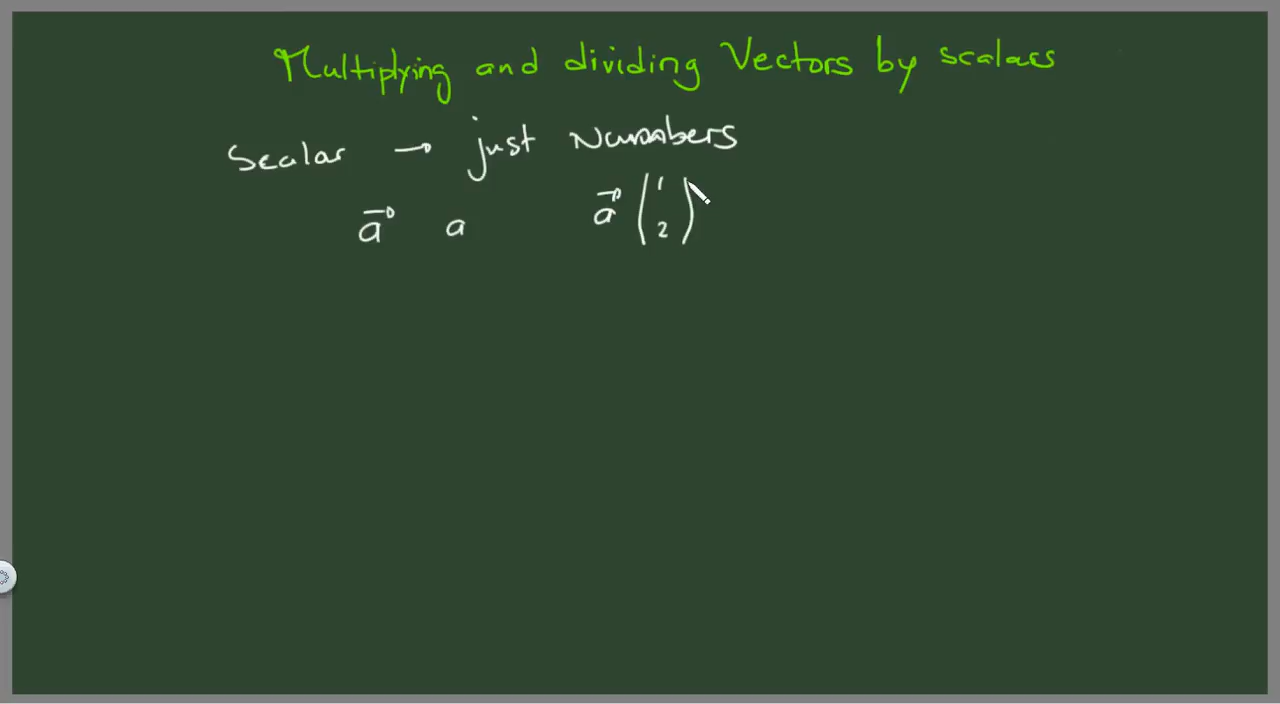 Multiplying and dividing Vectors by scalars
Scalar → just Numbers
a⃗ a a⃗ (1 2)